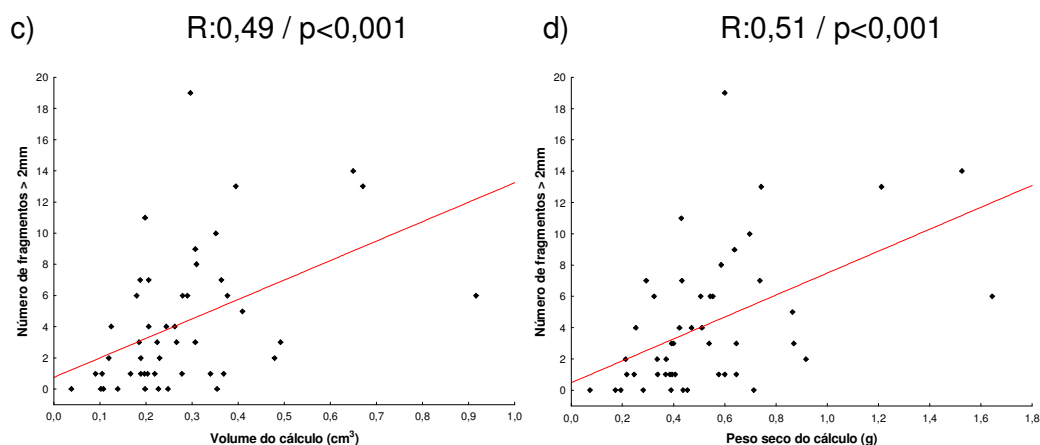 c) R:0,49 / p<0,001
Número de fragmentos > 2mm
20
18
16
14
12
10
8
6
4
2
0
0,0 0,1 0,2 0,3 0,4 0,5 0,6 0,7 0,8 0,9 1,0
Volume do cálculo (cm³)
d) R:0,51 / p<0,001
Número de fragmentos > 2mm
20
18
16
14
12
10
8
6
4
2
0
0,0 0,2 0,4 0,6 0,8 1,0 1,2 1,4 1,6 1,8
Peso seco do cálculo (g)